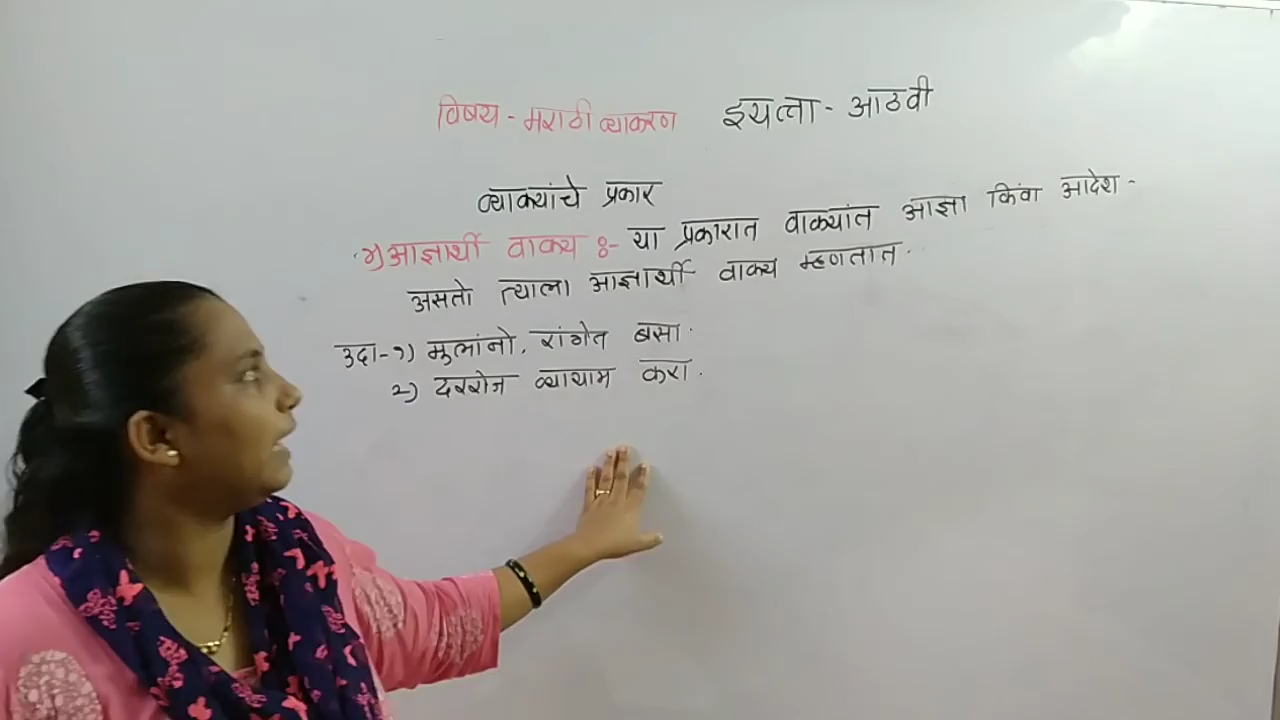 विषय - मराठी व्याकरण इयत्ता - आठवी
व्याक्यांचे प्रकार
४) आज्ञार्थी वाक्य :- या प्रकारात वाक्यांत आज्ञा किंवा आदेश -
असतो त्याला आज्ञार्थी वाक्य म्हणतात.
उदा - १) मुलांनो, रांगेत बसा.
२) दररोज व्यायाम करा.